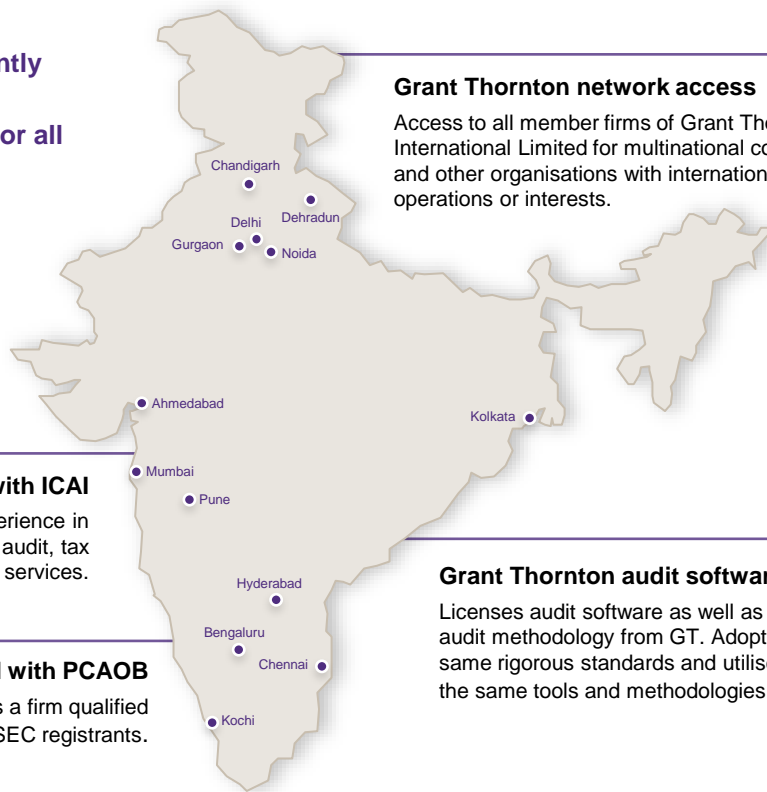 ntly
or all
Grant Thornton network access
Access to all member firms of Grant Tho
International Limited for multinational co
and other organisations with internation
operations or interests.
Chandigarh
Dehradun
Delhi
Gurgaon
Noida
Ahmedabad
Kolkata
Mumbai
Pune
with ICAI
perience in
audit, tax
services.
Hyderabad
Bengaluru
Chennai
Kochi
Grant Thornton audit softwar
Licenses audit software as well as
audit methodology from GT. Adopt
same rigorous standards and utilise
the same tools and methodologies
d with PCAOB
s a firm qualified
SEC registrants.